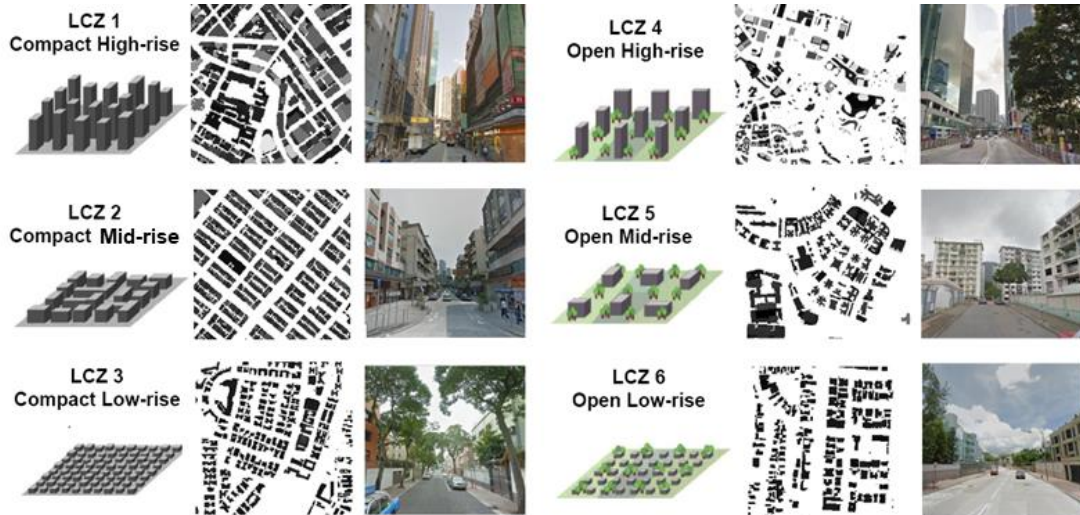 LCZ 1
Compact High-rise
LCZ 4
Open High-rise
LCZ 2
Compact Mid-rise
LCZ 5
Open Mid-rise
LCZ 3
Compact Low-rise
LCZ 6
Open Low-rise